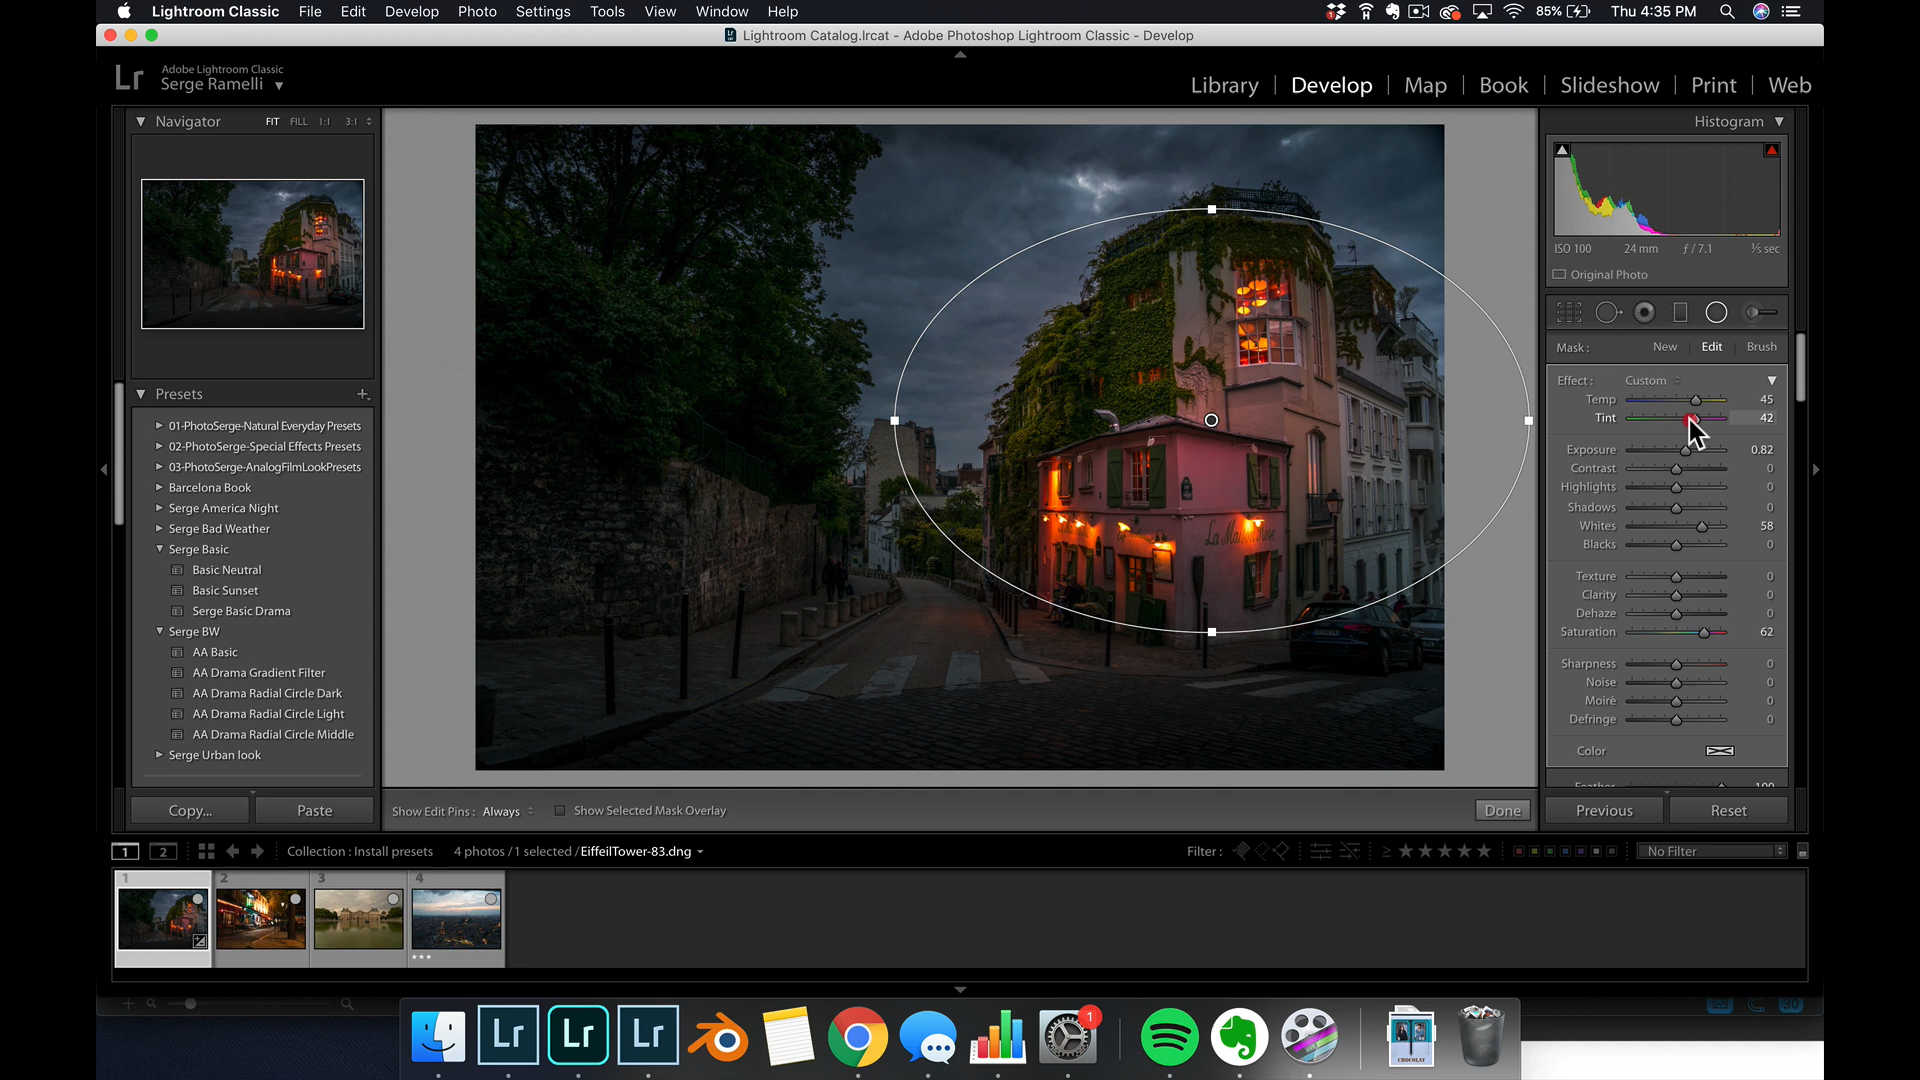 Lightroom Classic File Edit Develop Photo Settings Tools View Window Help 85% Thu 4:35 PM
Lightroom Catalog.lrcat - Adobe Photoshop Lightroom Classic - Develop
Lr Adobe Lightroom Classic
Serge Ramelli
Library | Develop | Map | Book | Slideshow | Print | Web
Navigator FIT FILL 1:1 3:1
Presets
01-PhotoSerge-Natural Everyday Presets
02-PhotoSerge-Special Effects Presets
03-PhotoSerge-AnalogFilmLookPresets
Barcelona Book
Serge America Night
Serge Bad Weather
Serge Basic
Basic Neutral
Basic Sunset
Serge Basic Drama
Serge BW
AA Basic
AA Drama Gradient Filter
AA Drama Radial Circle Dark
AA Drama Radial Circle Light
AA Drama Radial Circle Middle
Serge Urban look
Copy... Paste
La Maison Rose
Show Edit Pins : Always Show Selected Mask Overlay Done
Histogram
ISO 100 24 mm ƒ / 7.1 ⅕ sec
Original Photo
Mask : New Edit Brush
Effect : Custom
Temp 45
Tint 42
Exposure 0.82
Contrast 0
Highlights 0
Shadows 0
Whites 58
Blacks 0
Texture 0
Clarity 0
Dehaze 0
Saturation 62
Sharpness 0
Noise 0
Moiré 0
Defringe 0
Color
Feather 100
Previous Reset
1 2 Collection : Install presets 4 photos / 1 selected / EiffeilTower-83.dng Filter : ≥ ★★★★★ No Filter
1 2 3 4
★★★
30
Lr Lr Lr 1
CHOCOLAT